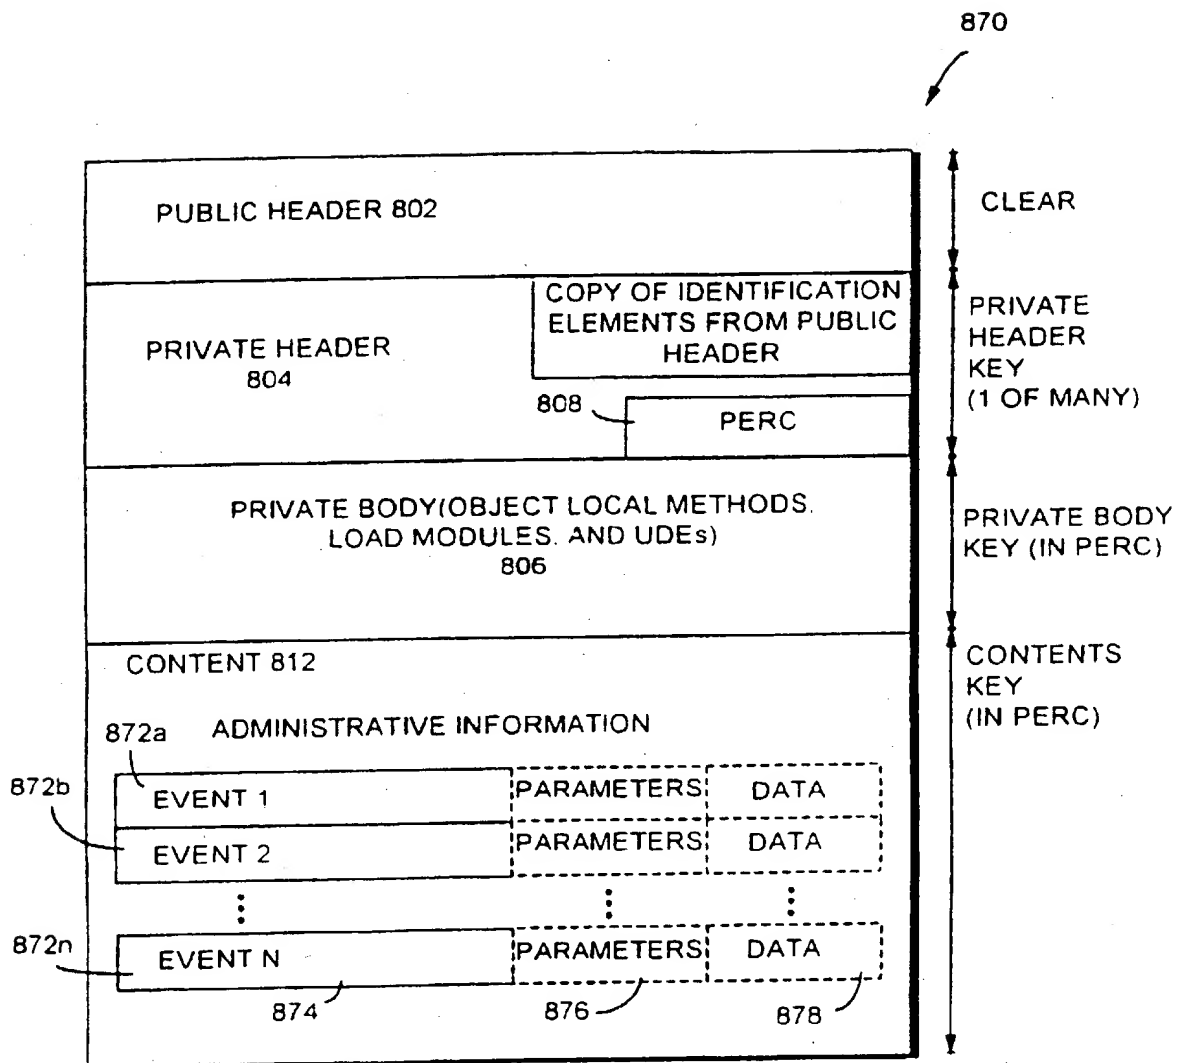 870
PUBLIC HEADER 802
CLEAR
COPY OF IDENTIFICATION
ELEMENTS FROM PUBLIC
HEADER
PRIVATE HEADER
804
808
PERC
PRIVATE
HEADER
KEY
(1 OF MANY)
PRIVATE BODY(OBJECT LOCAL METHODS.
LOAD MODULES. AND UDEs)
806
PRIVATE BODY
KEY (IN PERC)
CONTENT 812
CONTENTS
KEY
(IN PERC)
ADMINISTRATIVE INFORMATION
872a
EVENT 1
PARAMETERS
DATA
872b
EVENT 2
PARAMETERS
DATA
872n
EVENT N
PARAMETERS
DATA
874
876
878